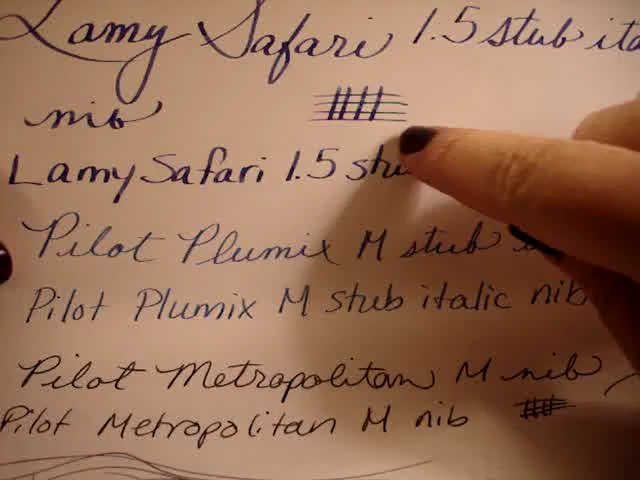 Lamy Safari 1.5 stub ita
nib
Lamy Safari 1.5 stu
Pilot Plumix M stub
Pilot Plumix M stub italic nib
Pilot Metropolitan M nib
Pilot Metropolitan M nib